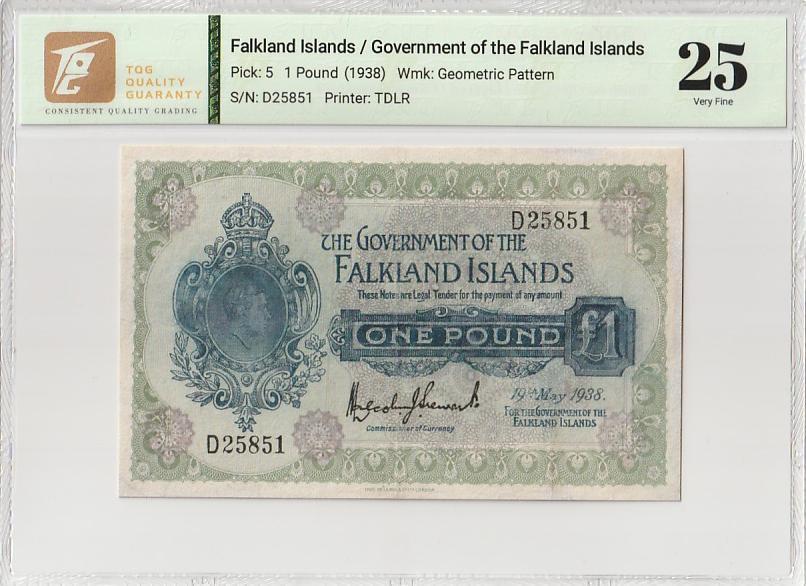 TQG
QUALITY
GUARANTY
CONSISTENT QUALITY GRADING
Falkland Islands / Government of the Falkland Islands
Pick: 5 1 Pound (1938) Wmk: Geometric Pattern
S/N: D25851 Printer: TDLR
25
Very Fine
D25851
THE GOVERNMENT OF THE
FALKLAND ISLANDS
These Notes are Legal Tender for the payment of any amount
ONE POUND
£1
19th May 1938.
Commissioner of Currency
FOR THE GOVERNMENT OF THE
FALKLAND ISLANDS
D25851